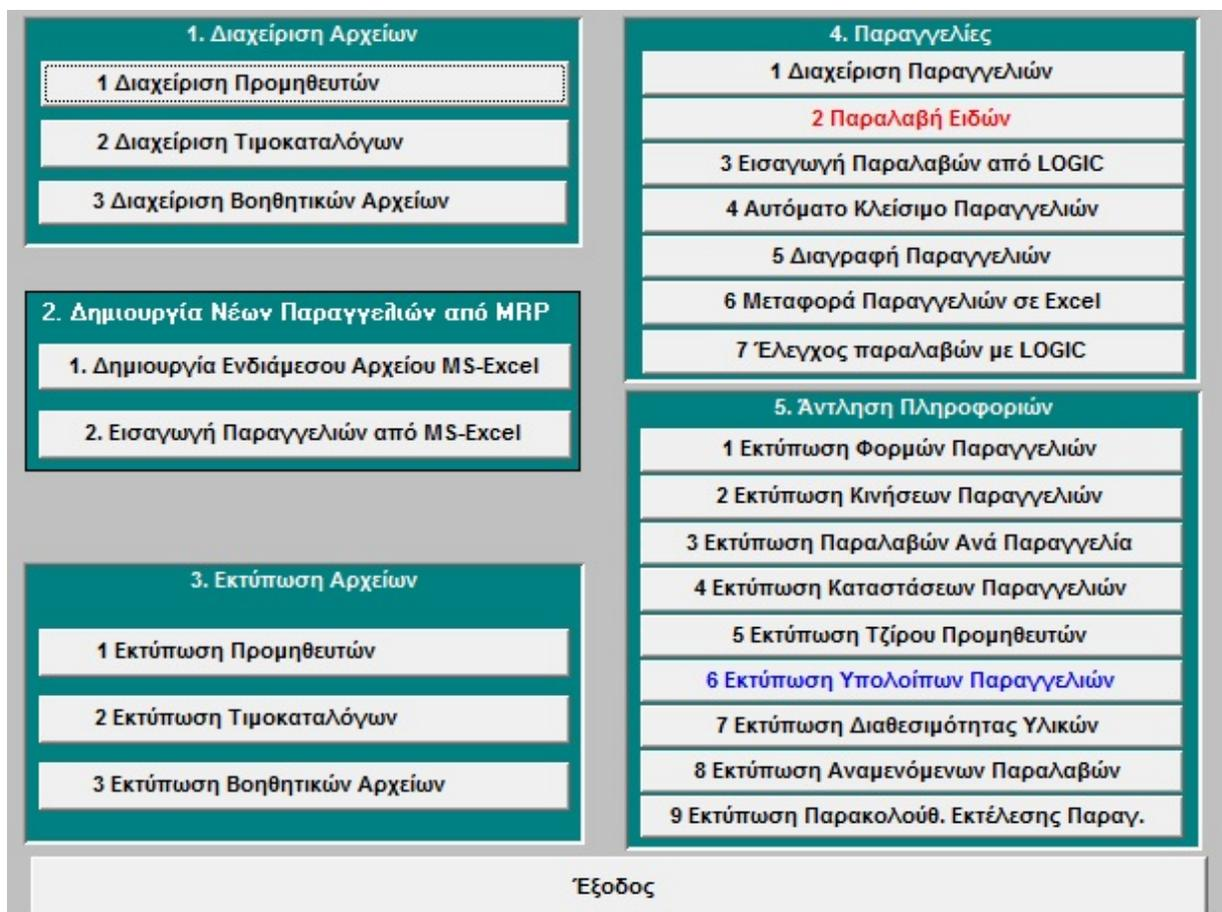 1. Διαχείριση Αρχείων
1 Διαχείριση Προμηθευτών
2 Διαχείριση Τιμοκαταλόγων
3 Διαχείριση Βοηθητικών Αρχείων
2. Δημιουργία Νέων Παραγγελιών από MRP
1. Δημιουργία Ενδιάμεσου Αρχείου MS-Excel
2. Εισαγωγή Παραγγελιών από MS-Excel
3. Εκτύπωση Αρχείων
1 Εκτύπωση Προμηθευτών
2 Εκτύπωση Τιμοκαταλόγων
3 Εκτύπωση Βοηθητικών Αρχείων
4. Παραγγελίες
1 Διαχείριση Παραγγελιών
2 Παραλαβή Ειδών
3 Εισαγωγή Παραλαβών από LOGIC
4 Αυτόματο Κλείσιμο Παραγγελιών
5 Διαγραφή Παραγγελιών
6 Μεταφορά Παραγγελιών σε Excel
7 Έλεγχος παραλαβών με LOGIC
5. Άντληση Πληροφοριών
1 Εκτύπωση Φορμών Παραγγελιών
2 Εκτύπωση Κινήσεων Παραγγελιών
3 Εκτύπωση Παραλαβών Ανά Παραγγελία
4 Εκτύπωση Καταστάσεων Παραγγελιών
5 Εκτύπωση Τζίρου Προμηθευτών
6 Εκτύπωση Υπολοίπων Παραγγελιών
7 Εκτύπωση Διαθεσιμότητας Υλικών
8 Εκτύπωση Αναμενόμενων Παραλαβών
9 Εκτύπωση Παρακολούθ. Εκτέλεσης Παραγ.
Έξοδος